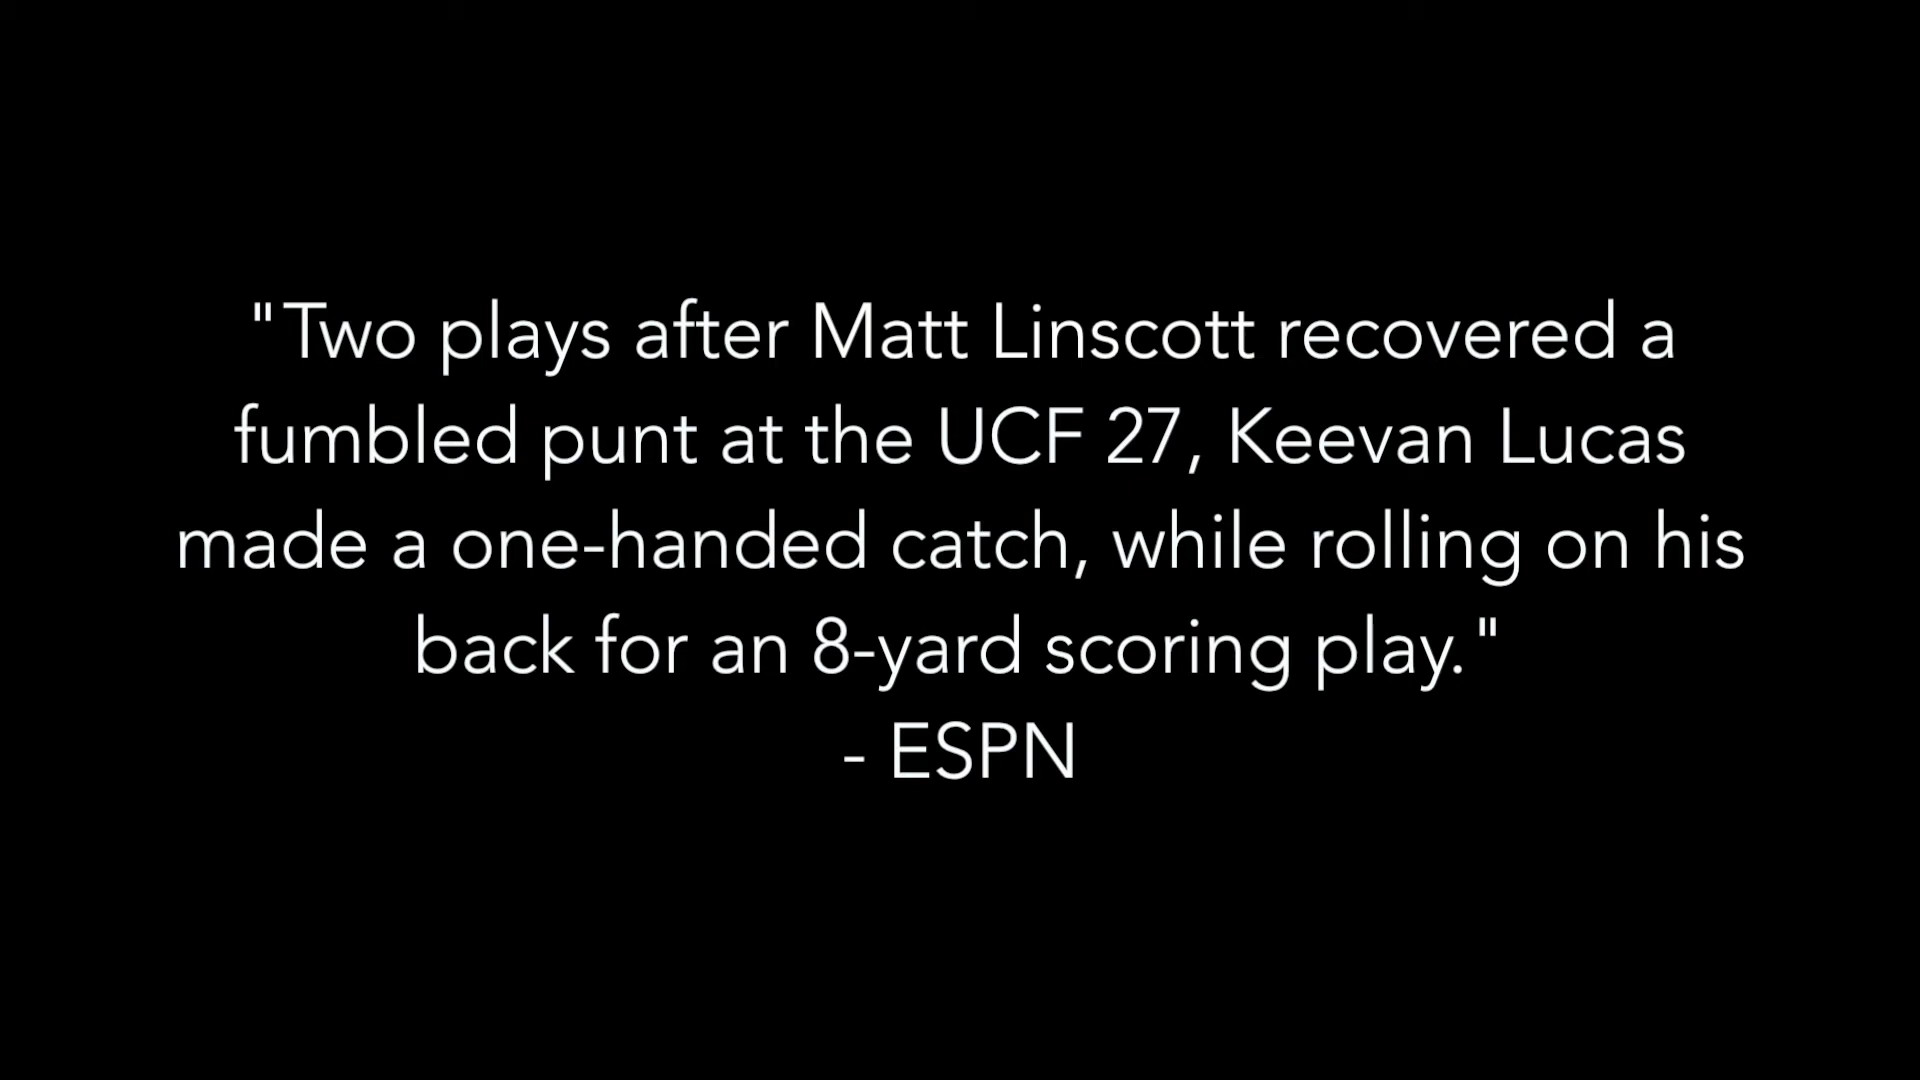 "Two plays after Matt Linscott recovered a
fumbled punt at the UCF 27, Keevan Lucas
made a one-handed catch, while rolling on his
back for an 8-yard scoring play."
- ESPN